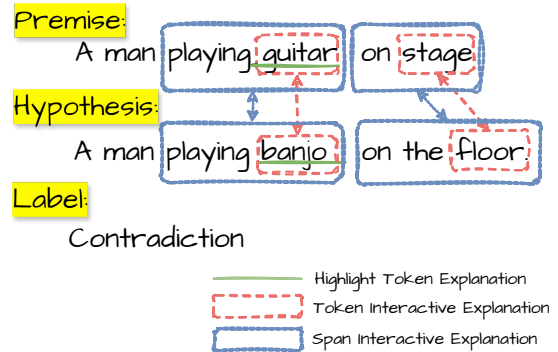 Premise:
A man playing guitar on stage
Hypothesis:
A man playing banjo on the floor.
Label:
Contradiction
Highlight Token Explanation
Token Interactive Explanation
Span Interactive Explanation